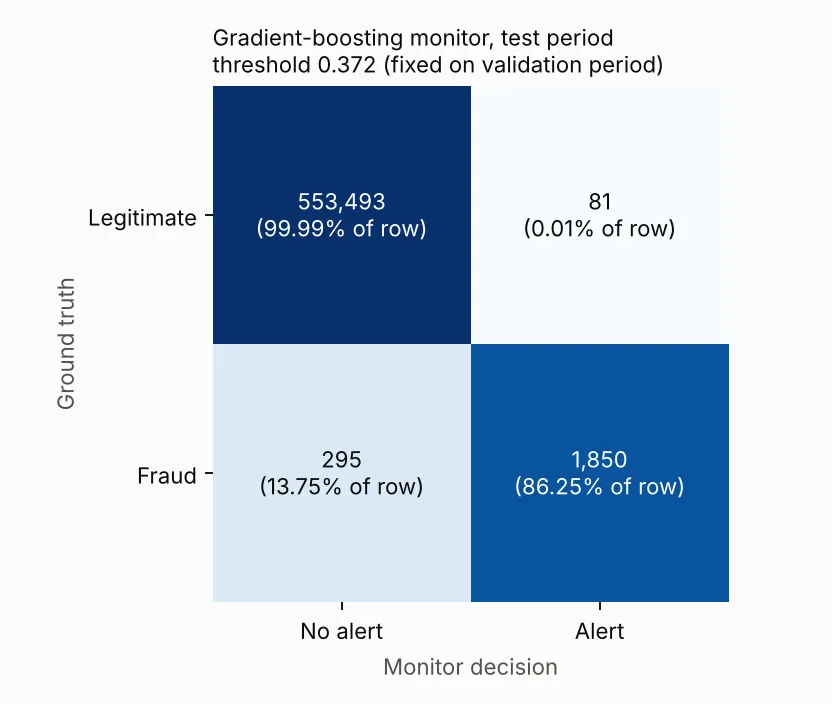 Gradient-boosting monitor, test period
threshold 0.372 (fixed on validation period)
Ground truth
Legitimate
553,493
(99.99% of row)
81
(0.01% of row)
Fraud
295
(13.75% of row)
1,850
(86.25% of row)
No alert
Alert
Monitor decision